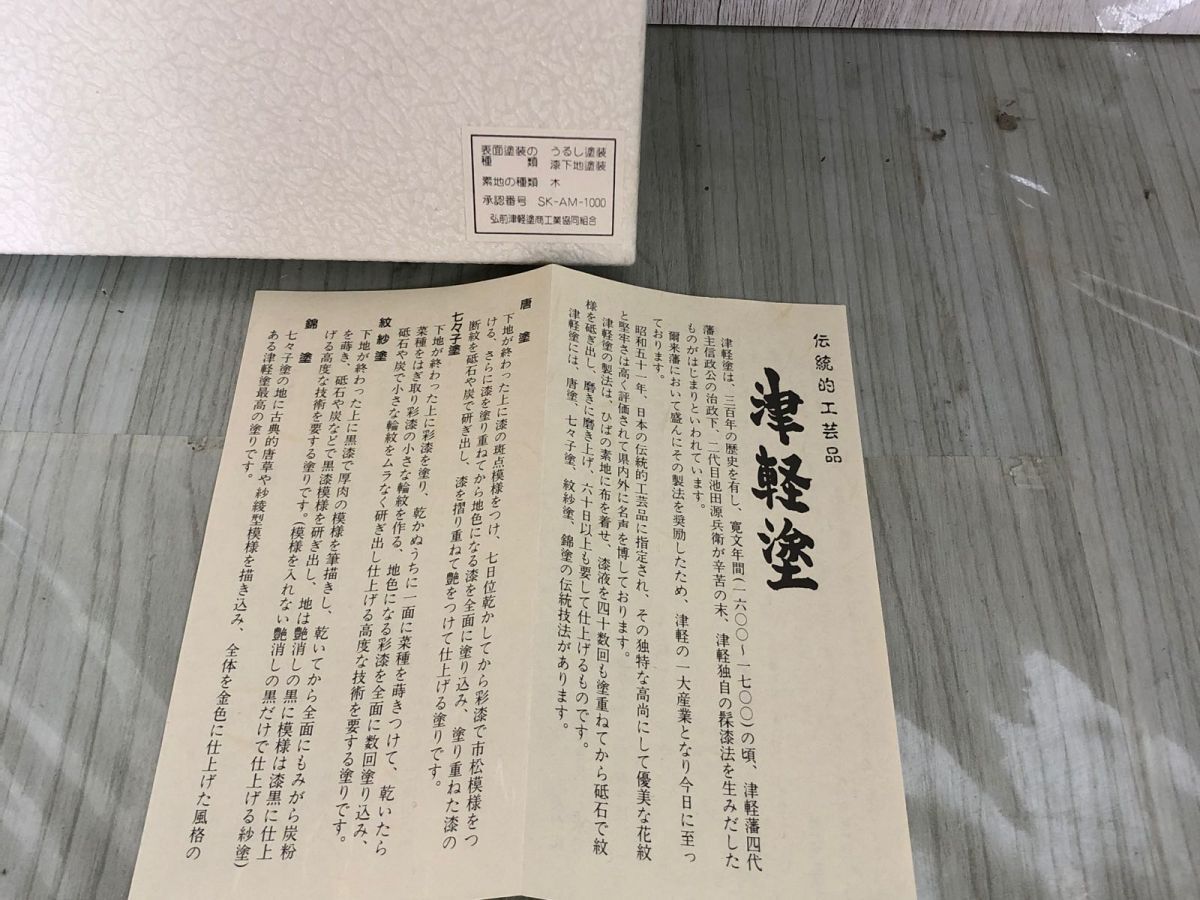 表面塗装の うるし塗装
種類 漆下地塗装
素地の種類 木
承認番号 SK-AM-1000
弘前津軽塗商工業協同組合
伝統的工芸品
津軽塗
津軽塗は、三百年の歴史を有し、寛文年間(一六〇〇～一七〇〇)の頃、津軽藩四代
藩主信政公の治政下、二代目池田源兵衛が辛苦の末、津軽独自の髹漆法を生みだした
ものがはじまりといわれています。
爾来藩において盛んにその製法を奨励したため、津軽の一大産業となり今日に至っ
ております。
昭和五十一年、日本の伝統的工芸品に指定され、その独特な高尚にして優美な花紋
と堅牢さは高く評価されて県内外に名声を博しております。
津軽塗の製法は、ひばの素地に布を着せ、漆液を四十数回も塗重ねてから砥石で紋
様を砥ぎ出し、磨きに磨き上げ、六十日以上も要して仕上げるものです。
津軽塗には、唐塗、七々子塗、紋紗塗、錦塗の伝統技法があります。
唐塗
下地が終わった上に漆の斑点模様をつけ、七日位乾かしてから彩漆で市松模様をつ
ける、さらに漆を塗り重ねてから地色になる漆を全面に塗り込み、塗り重ねた漆の
断紋を砥石や炭で研ぎ出し、漆を摺り重ねて艶をつけて仕上げる塗りです。
七々子塗
下地が終わった上に彩漆を塗り、乾かぬうちに一面に菜種を蒔きつけて、乾いたら
菜種をはぎ取り彩漆の小さな輪紋を作る、地色になる彩漆を全面に数回塗り込み、
砥石や炭で小さな輪紋をムラなく研ぎ出し仕上げる高度な技術を要する塗りです。
紋紗塗
下地が終わった上に黒漆で厚肉の模様を筆描きし、乾いてから全面にもみがら炭粉
を蒔き、砥石や炭などで黒漆模様を研ぎ出し、地は艶消しの黒に模様は漆黒に仕上
げる高度な技術を要する塗りです。(模様を入れない艶消しの黒だけで仕上げる紗塗)
錦塗
七々子塗の地に古典的唐草や紗綾型模様を描き込み、全体を金色に仕上げた風格の
ある津軽塗最高の塗りです。